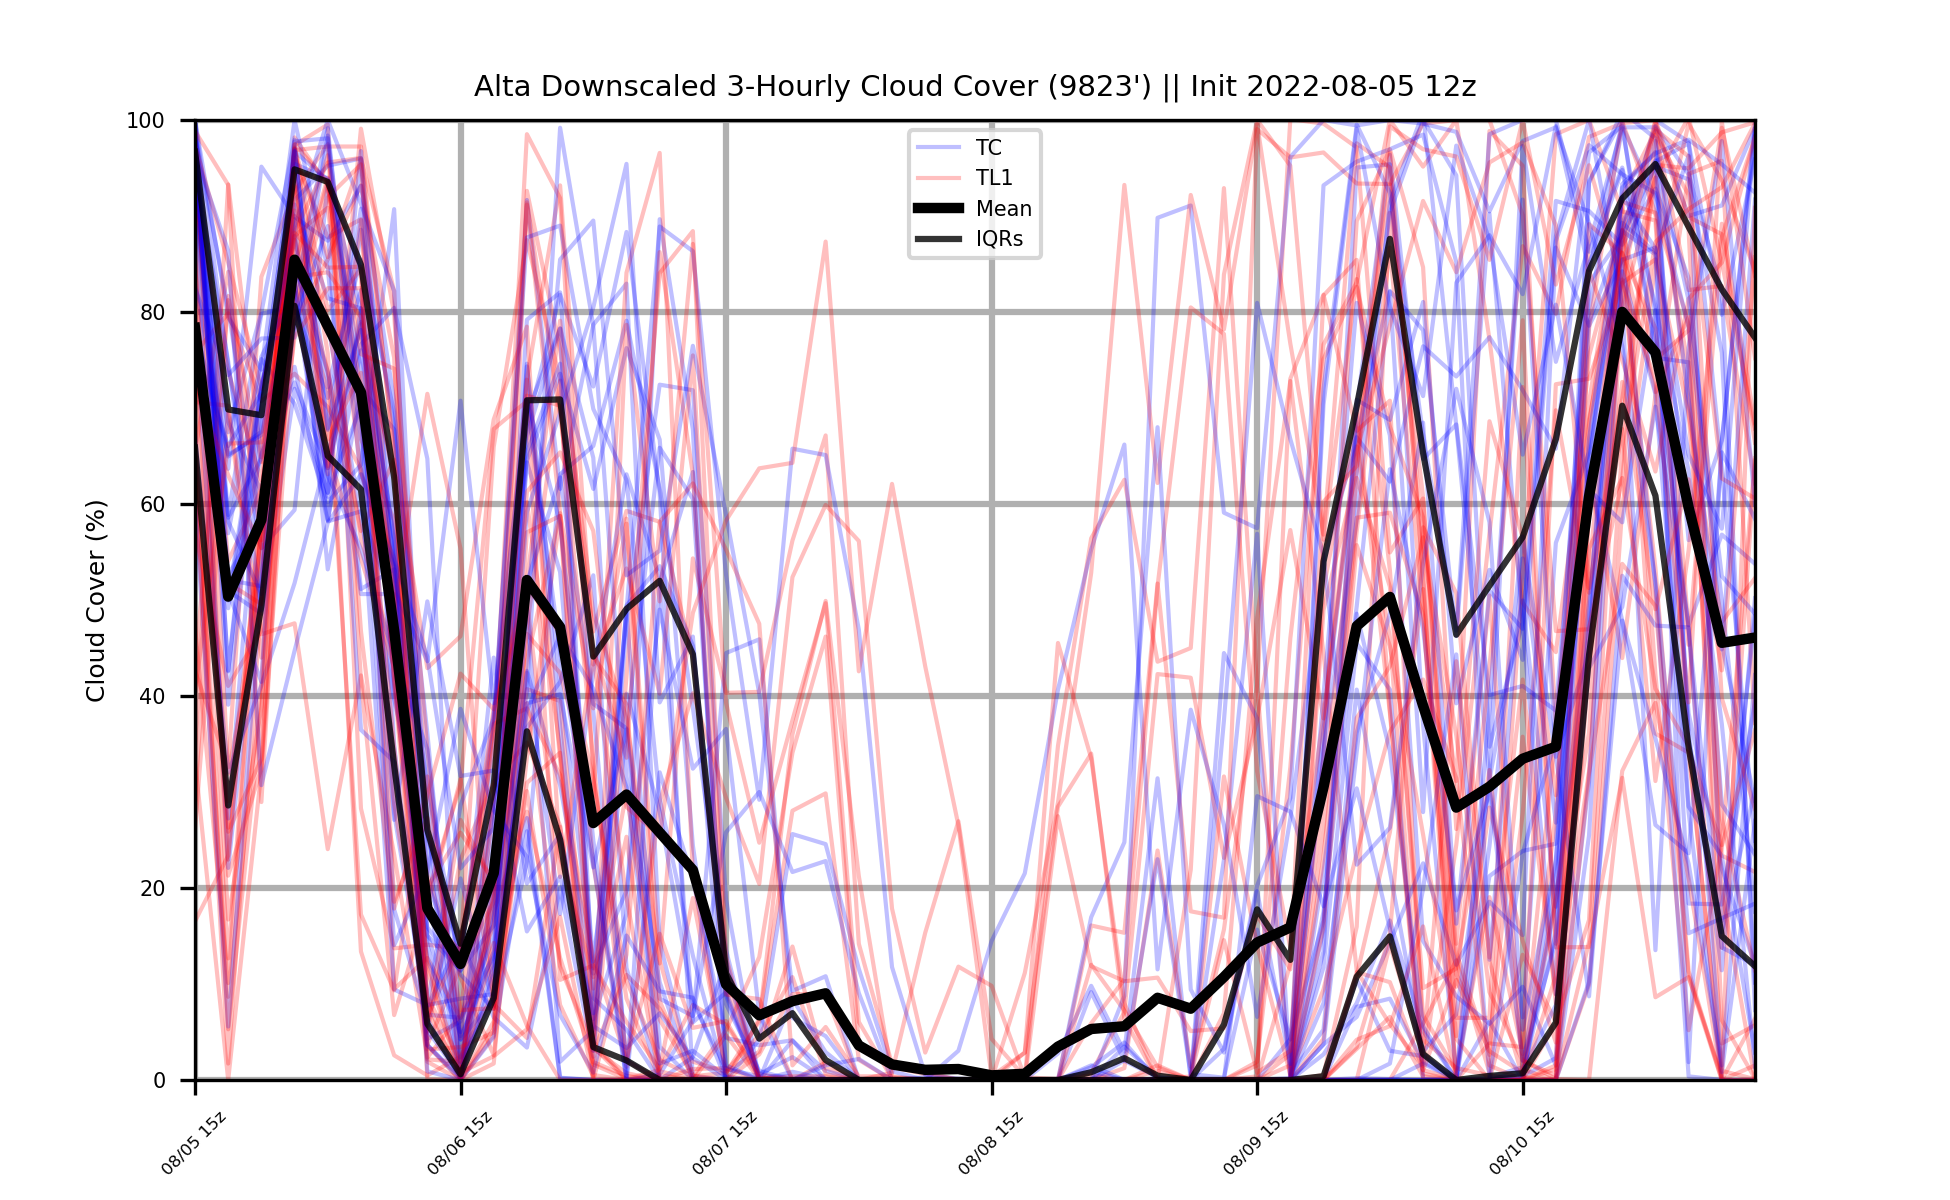 Alta Downscaled 3-Hourly Cloud Cover (9823') || Init 2022-08-05 12z
TC
TL1
Mean
IQRs
Cloud Cover (%)
100
80
60
40
20
0
08/05 15z
08/06 15z
08/07 15z
08/08 15z
08/09 15z
08/10 15z